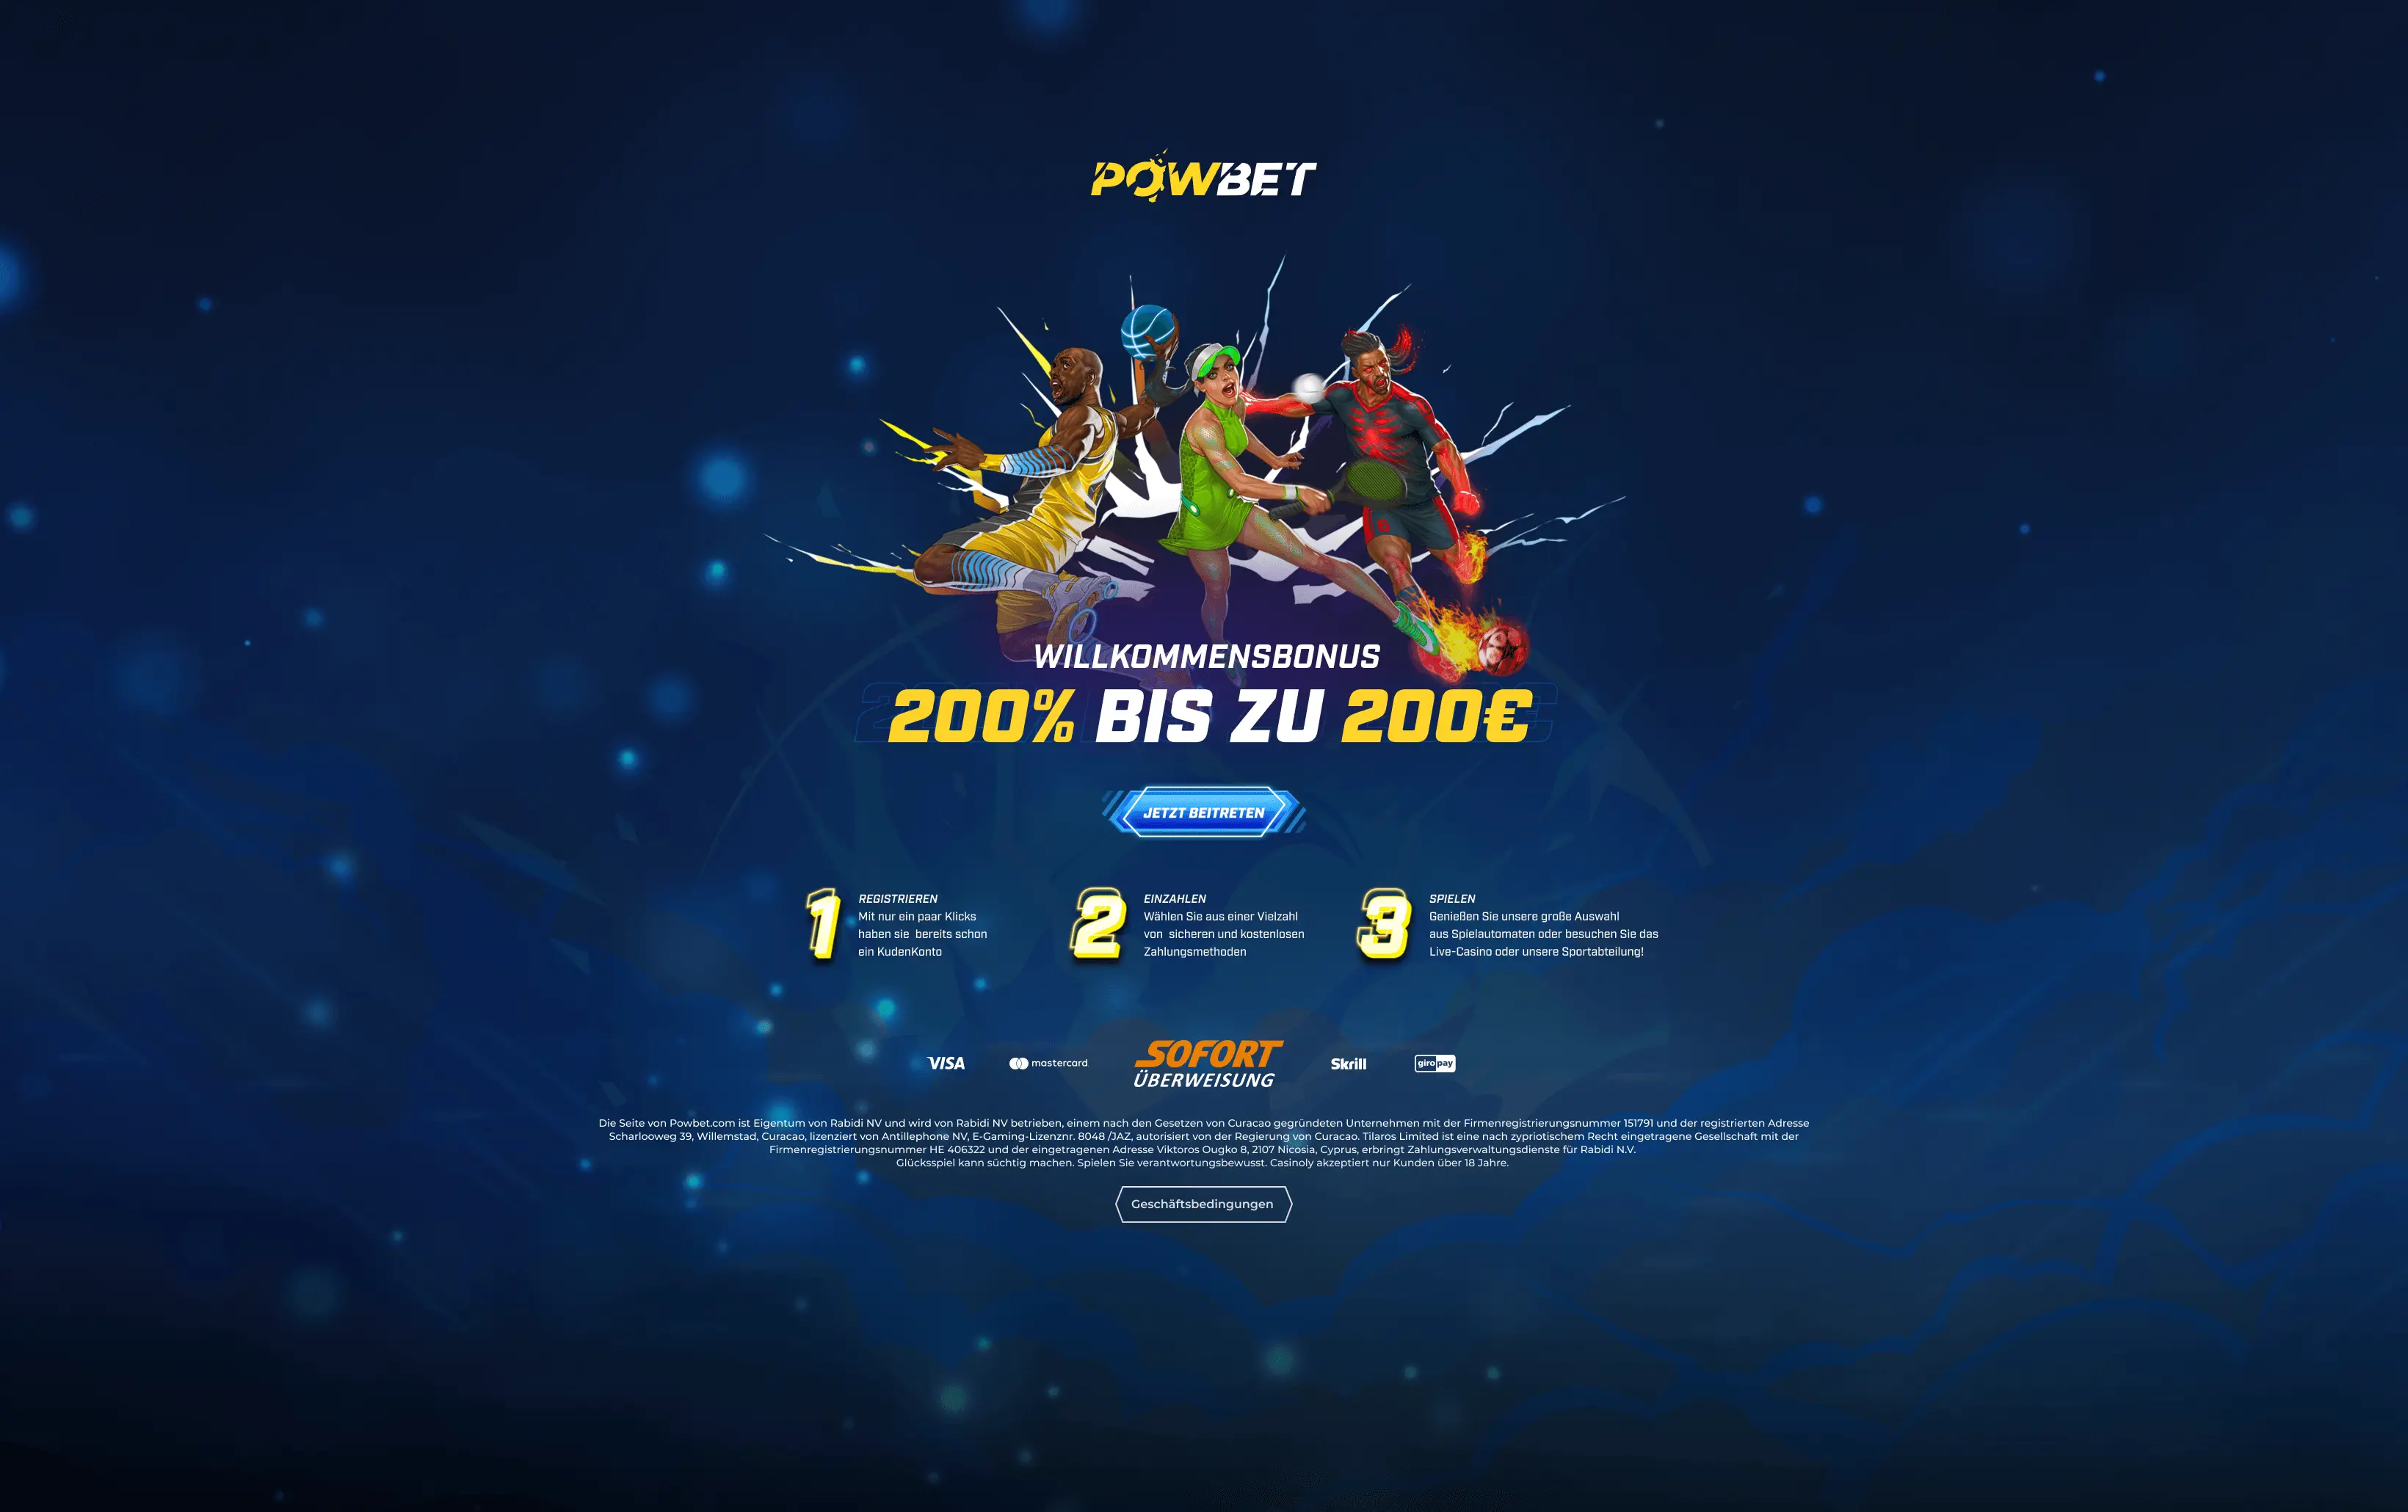 POWBET
WILLKOMMENSBONUS
200% BIS ZU 200€
JETZT BEITRETEN
1
REGISTRIEREN
Mit nur ein paar Klicks
haben sie bereits schon
ein KudenKonto
2
EINZAHLEN
Wählen Sie aus einer Vielzahl
von sicheren und kostenlosen
Zahlungsmethoden
3
SPIELEN
Genießen Sie unsere große Auswahl
aus Spielautomaten oder besuchen Sie das
Live-Casino oder unsere Sportabteilung!
VISA
mastercard
SOFORT
ÜBERWEISUNG
Skrill
giropay
Die Seite von Powbet.com ist Eigentum von Rabidi NV und wird von Rabidi NV betrieben, einem nach den Gesetzen von Curacao gegründeten Unternehmen mit der Firmenregistrierungsnummer 151791 und der registrierten Adresse
Scharlooweg 39, Willemstad, Curacao, lizenziert von Antillephone NV, E-Gaming-Lizenznr. 8048 /JAZ, autorisiert von der Regierung von Curacao. Tilaros Limited ist eine nach zypriotischem Recht eingetragene Gesellschaft mit der
Firmenregistrierungsnummer HE 406322 und der eingetragenen Adresse Viktoros Ougko 8, 2107 Nicosia, Cyprus, erbringt Zahlungsverwaltungsdienste für Rabidi N.V.
Glücksspiel kann süchtig machen. Spielen Sie verantwortungsbewusst. Casinoly akzeptiert nur Kunden über 18 Jahre.
Geschäftsbedingungen